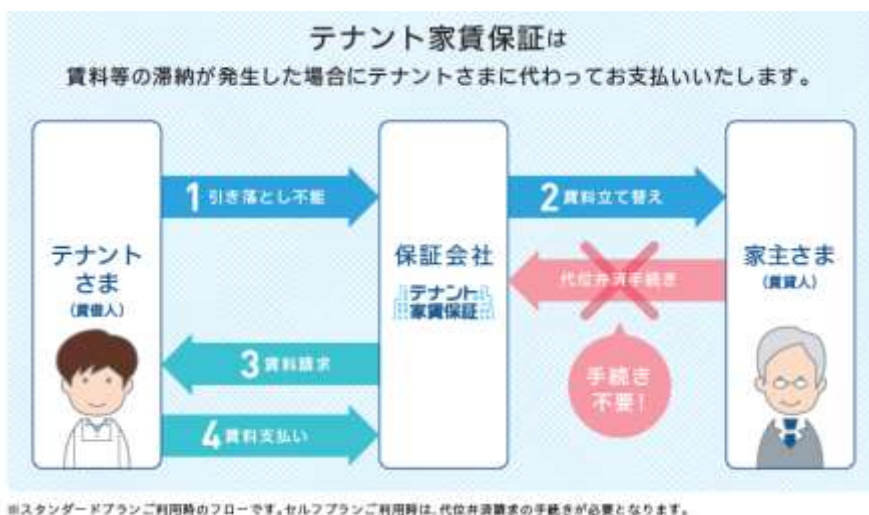 テナント家賃保証は
賃料等の滞納が発生した場合にテナントさまに代わってお支払いいたします。
1 引き落とし不能
2 賃料立て替え
テナント
さま
(賃借人)
保証会社
テナント
家賃保証
代位弁済手続き
家主さま
(賃貸人)
3 賃料請求
手続き
不要!
4 賃料支払い
※スタンダードプランご利用時のフローです。セルフプランご利用時は、代位弁済請求の手続きが必要となります。